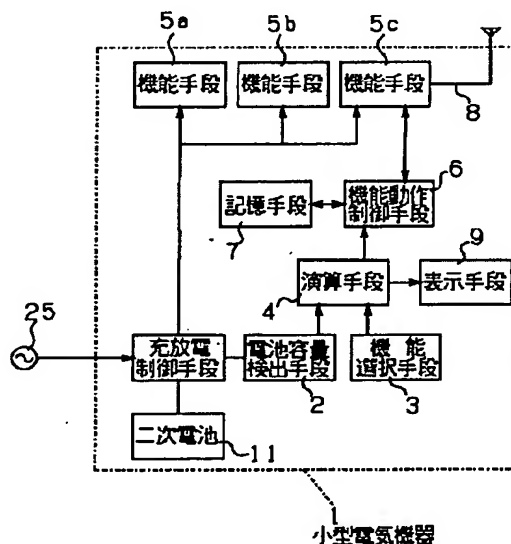 5a
5b
5c
機能手段
機能手段
機能手段
8
6
記憶手段
機能動作
制御手段
7
9
演算手段
表示手段
4
25
充放電
制御手段
電池容量
検出手段
機能
選択手段
2
3
二次電池
11
1
小型電気機器